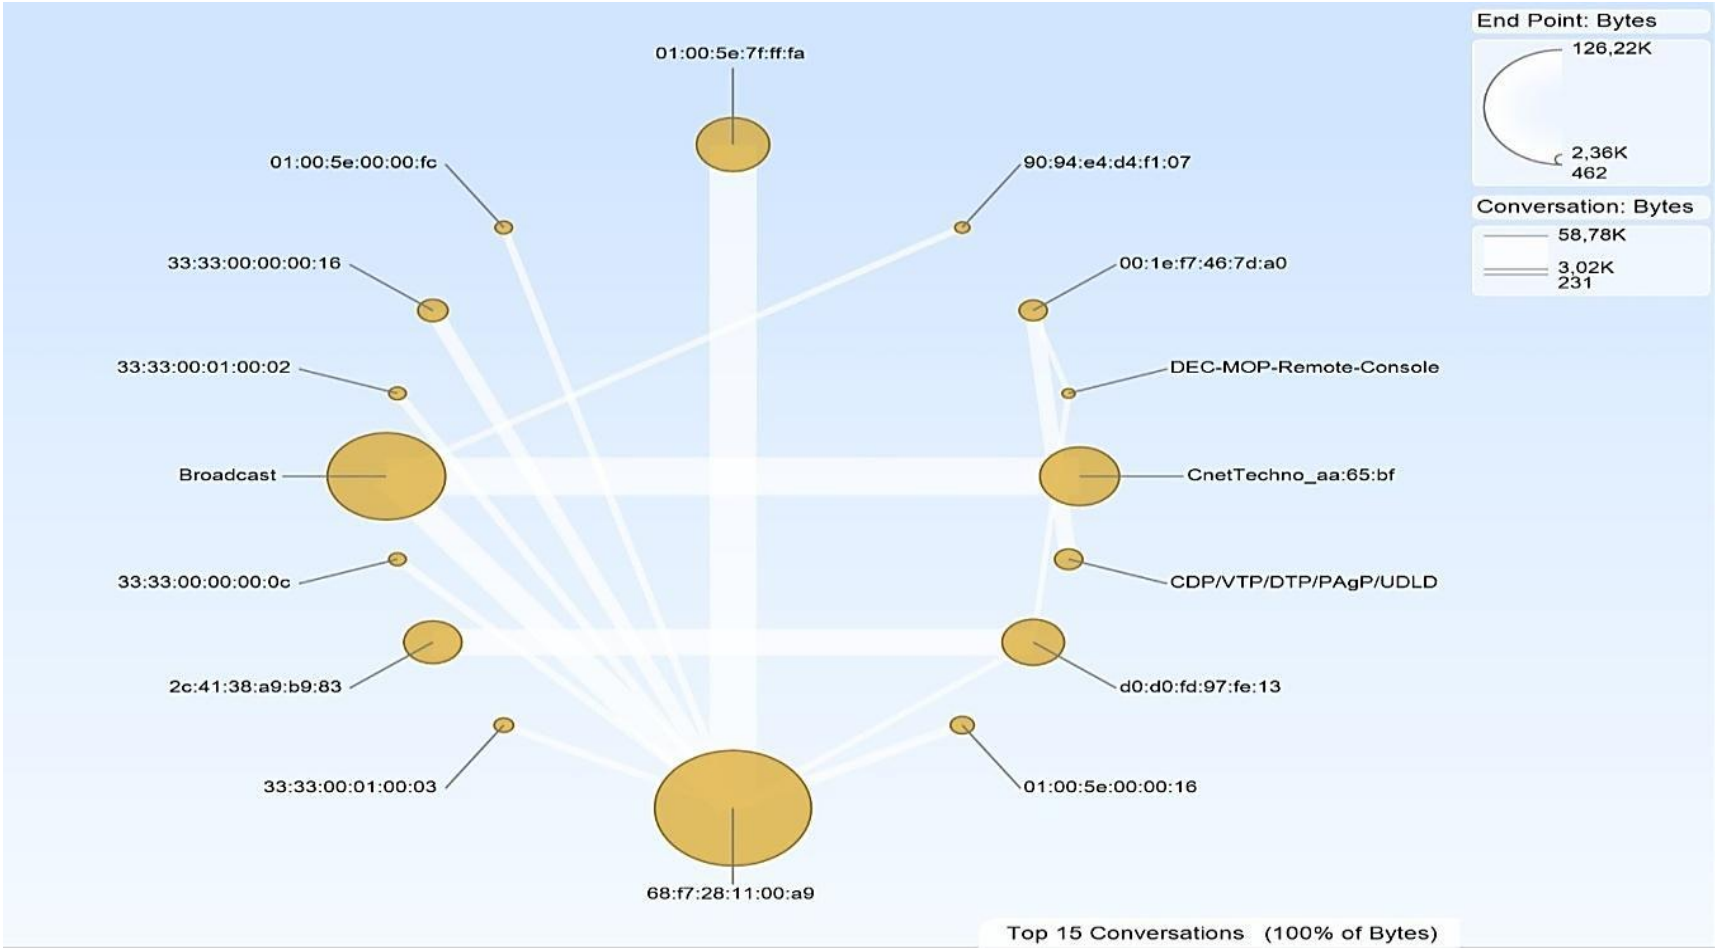 End Point: Bytes
126,22K
2,36K
462
Conversation: Bytes
58,78K
3,02K
231
01:00:5e:7f:ff:fa
01:00:5e:00:00:fc
90:94:e4:d4:f1:07
33:33:00:00:00:16
00:1e:f7:46:7d:a0
33:33:00:01:00:02
DEC-MOP-Remote-Console
Broadcast
CnetTechno_aa:65:bf
33:33:00:00:00:0c
CDP/VTP/DTP/PAgP/UDLD
2c:41:38:a9:b9:83
d0:d0:fd:97:fe:13
33:33:00:01:00:03
01:00:5e:00:00:16
68:f7:28:11:00:a9
Top 15 Conversations (100% of Bytes)